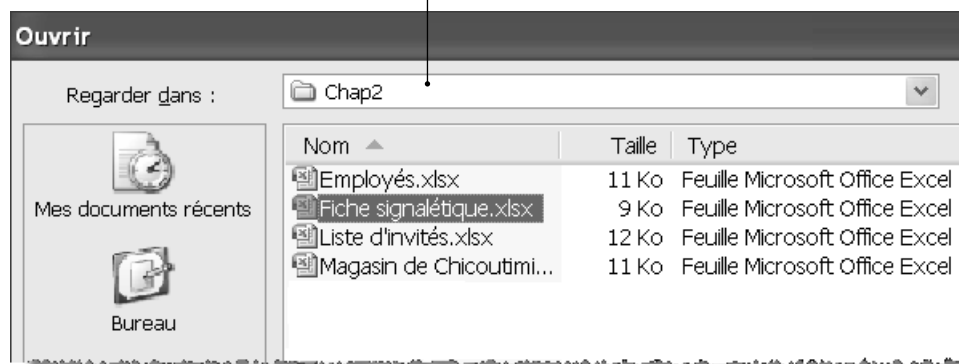 Ouvrir
Regarder dans :
Chap2
Nom Taille Type
Employés.xlsx 11 Ko Feuille Microsoft Office Excel
Fiche signalétique.xlsx 9 Ko Feuille Microsoft Office Excel
Mes documents récents
Liste d'invités.xlsx 12 Ko Feuille Microsoft Office Excel
Magasin de Chicoutimi... 11 Ko Feuille Microsoft Office Excel
Bureau